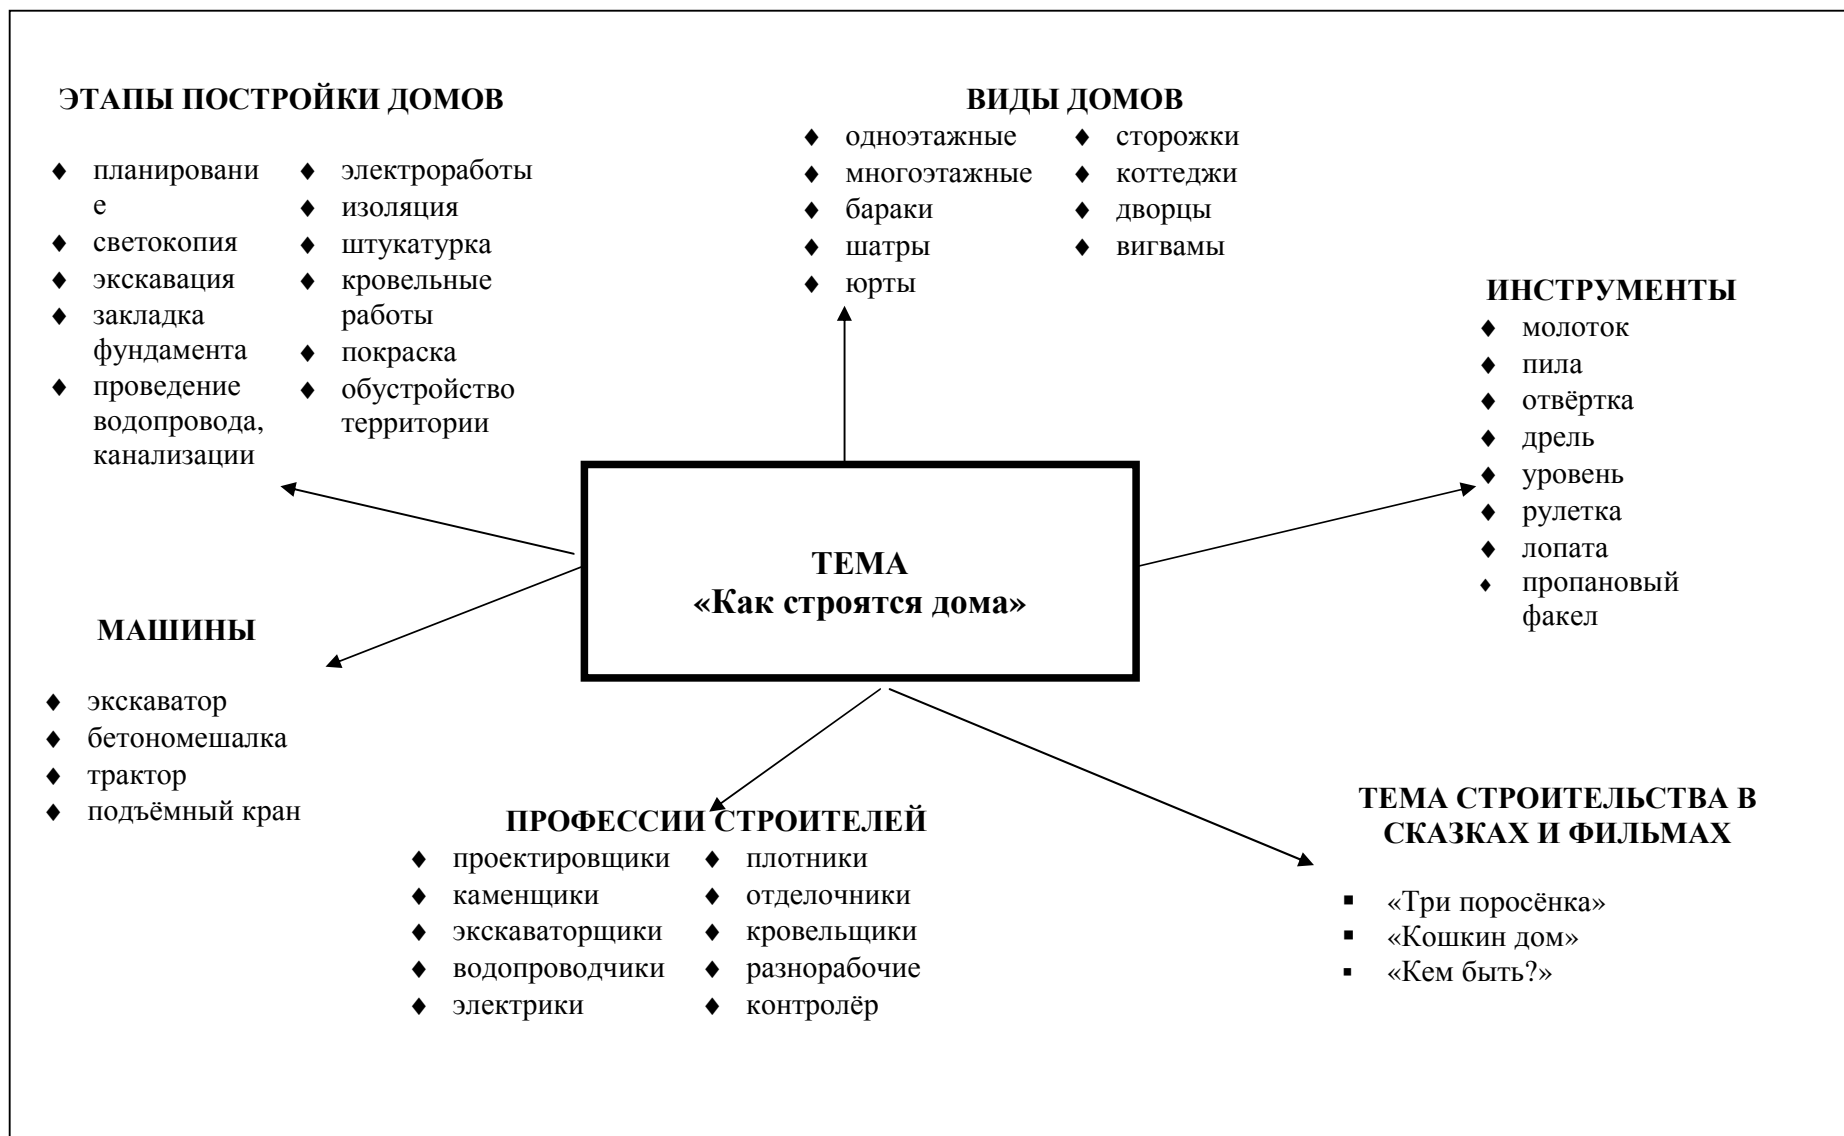 ЭТАПЫ ПОСТРОЙКИ ДОМОВ
планировани
е
светокопия
экскавация
закладка
фундамента
проведение
водопровода,
канализации
электроработы
изоляция
штукатурка
кровельные
работы
покраска
обустройство
территории
ВИДЫ ДОМОВ
одноэтажные
многоэтажные
бараки
шатры
юрты
сторожки
коттеджи
дворцы
вигвамы
ИНСТРУМЕНТЫ
молоток
пила
отвёртка
дрель
уровень
рулетка
лопата
пропановый
факел
ТЕМА
«Как строятся дома»
МАШИНЫ
экскаватор
бетономешалка
трактор
подъёмный кран
ПРОФЕССИИ СТРОИТЕЛЕЙ
проектировщики
каменщики
экскаваторщики
водопроводчики
электрики
плотники
отделочники
кровельщики
разнорабочие
контролёр
ТЕМА СТРОИТЕЛЬСТВА В
СКАЗКАХ И ФИЛЬМАХ
«Три поросёнка»
«Кошкин дом»
«Кем быть?»